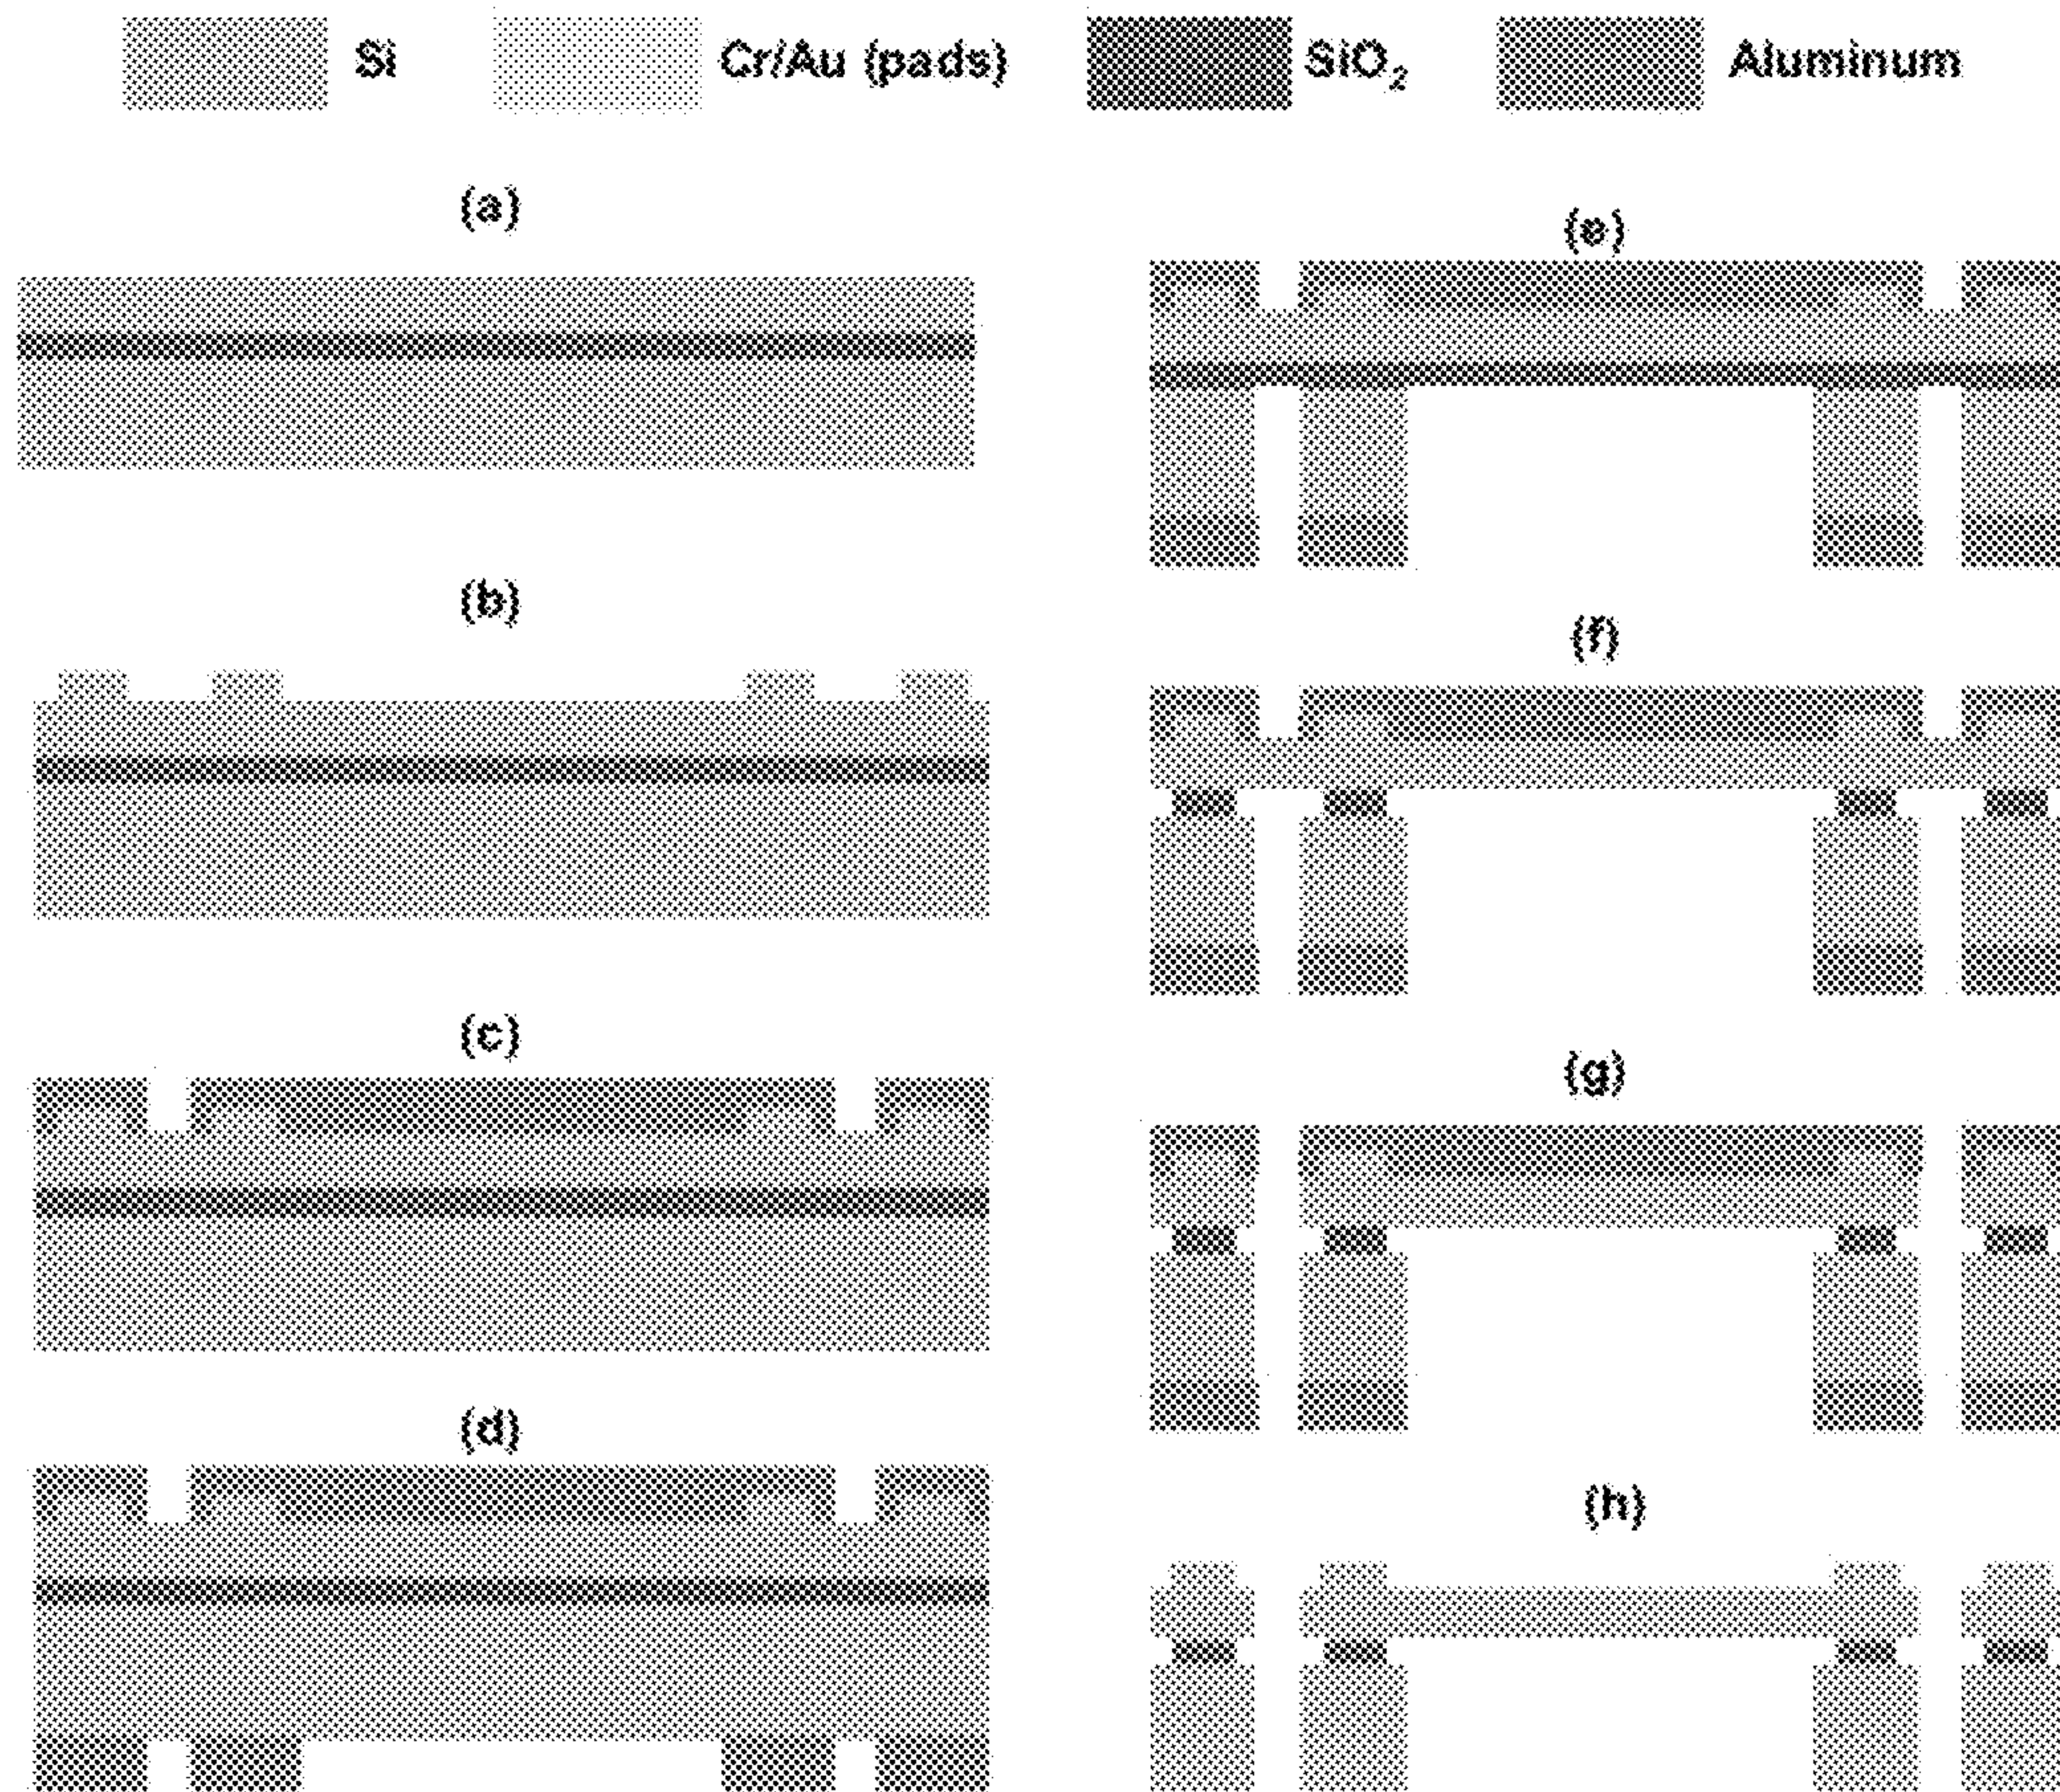 Si
Cr/Au (pads)
SiO₂
Aluminum
(a)
(b)
(c)
(d)
(e)
(f)
(g)
(h)